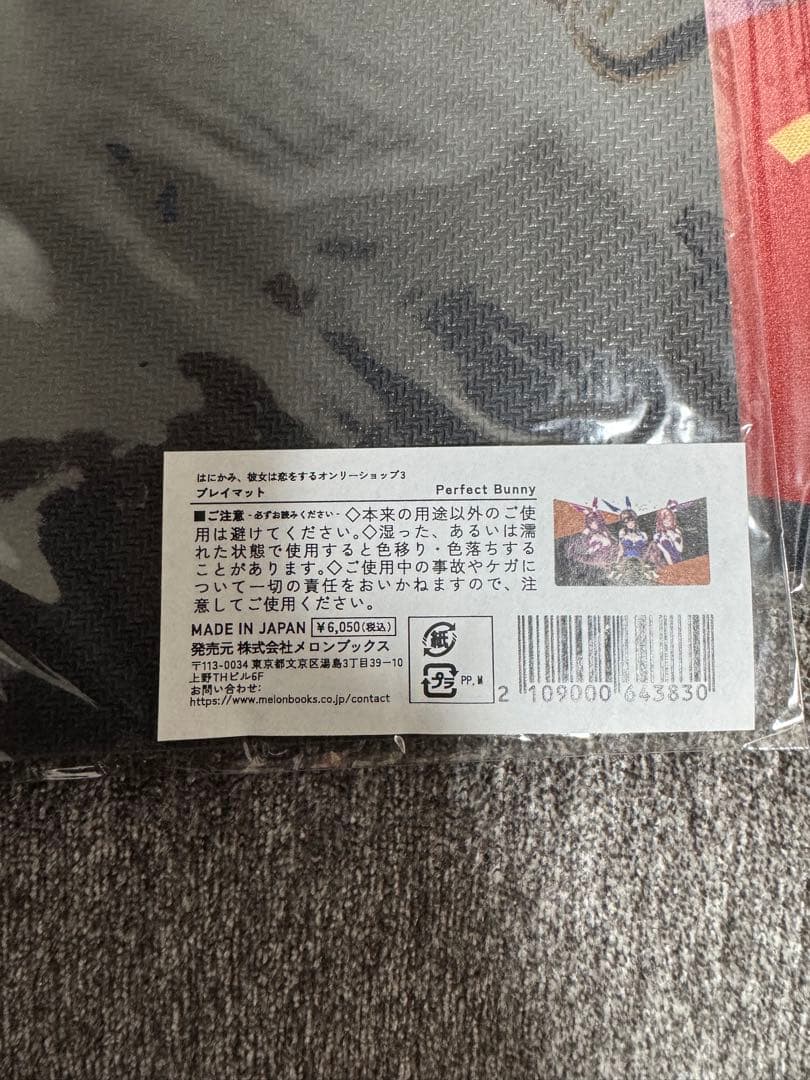 はにかみ、彼女は恋をするオンリーショップ3
プレイマット Perfect Bunny
■ご注意 -必ずお読みください- ◇本来の用途以外のご使
用は避けてください。◇湿った、あるいは濡
れた状態で使用すると色移り・色落ちする
ことがあります。◇ご使用中の事故やケガに
ついて一切の責任をおいかねますので、注
意してご使用ください。
MADE IN JAPAN ¥6,050(税込)
発売元 株式会社メロンブックス
〒113-0034 東京都文京区湯島3丁目39-10
上野THビル6F
お問い合わせ:
https://www.melonbooks.co.jp/contact
紙
プラ PP, M
2 109000 643830